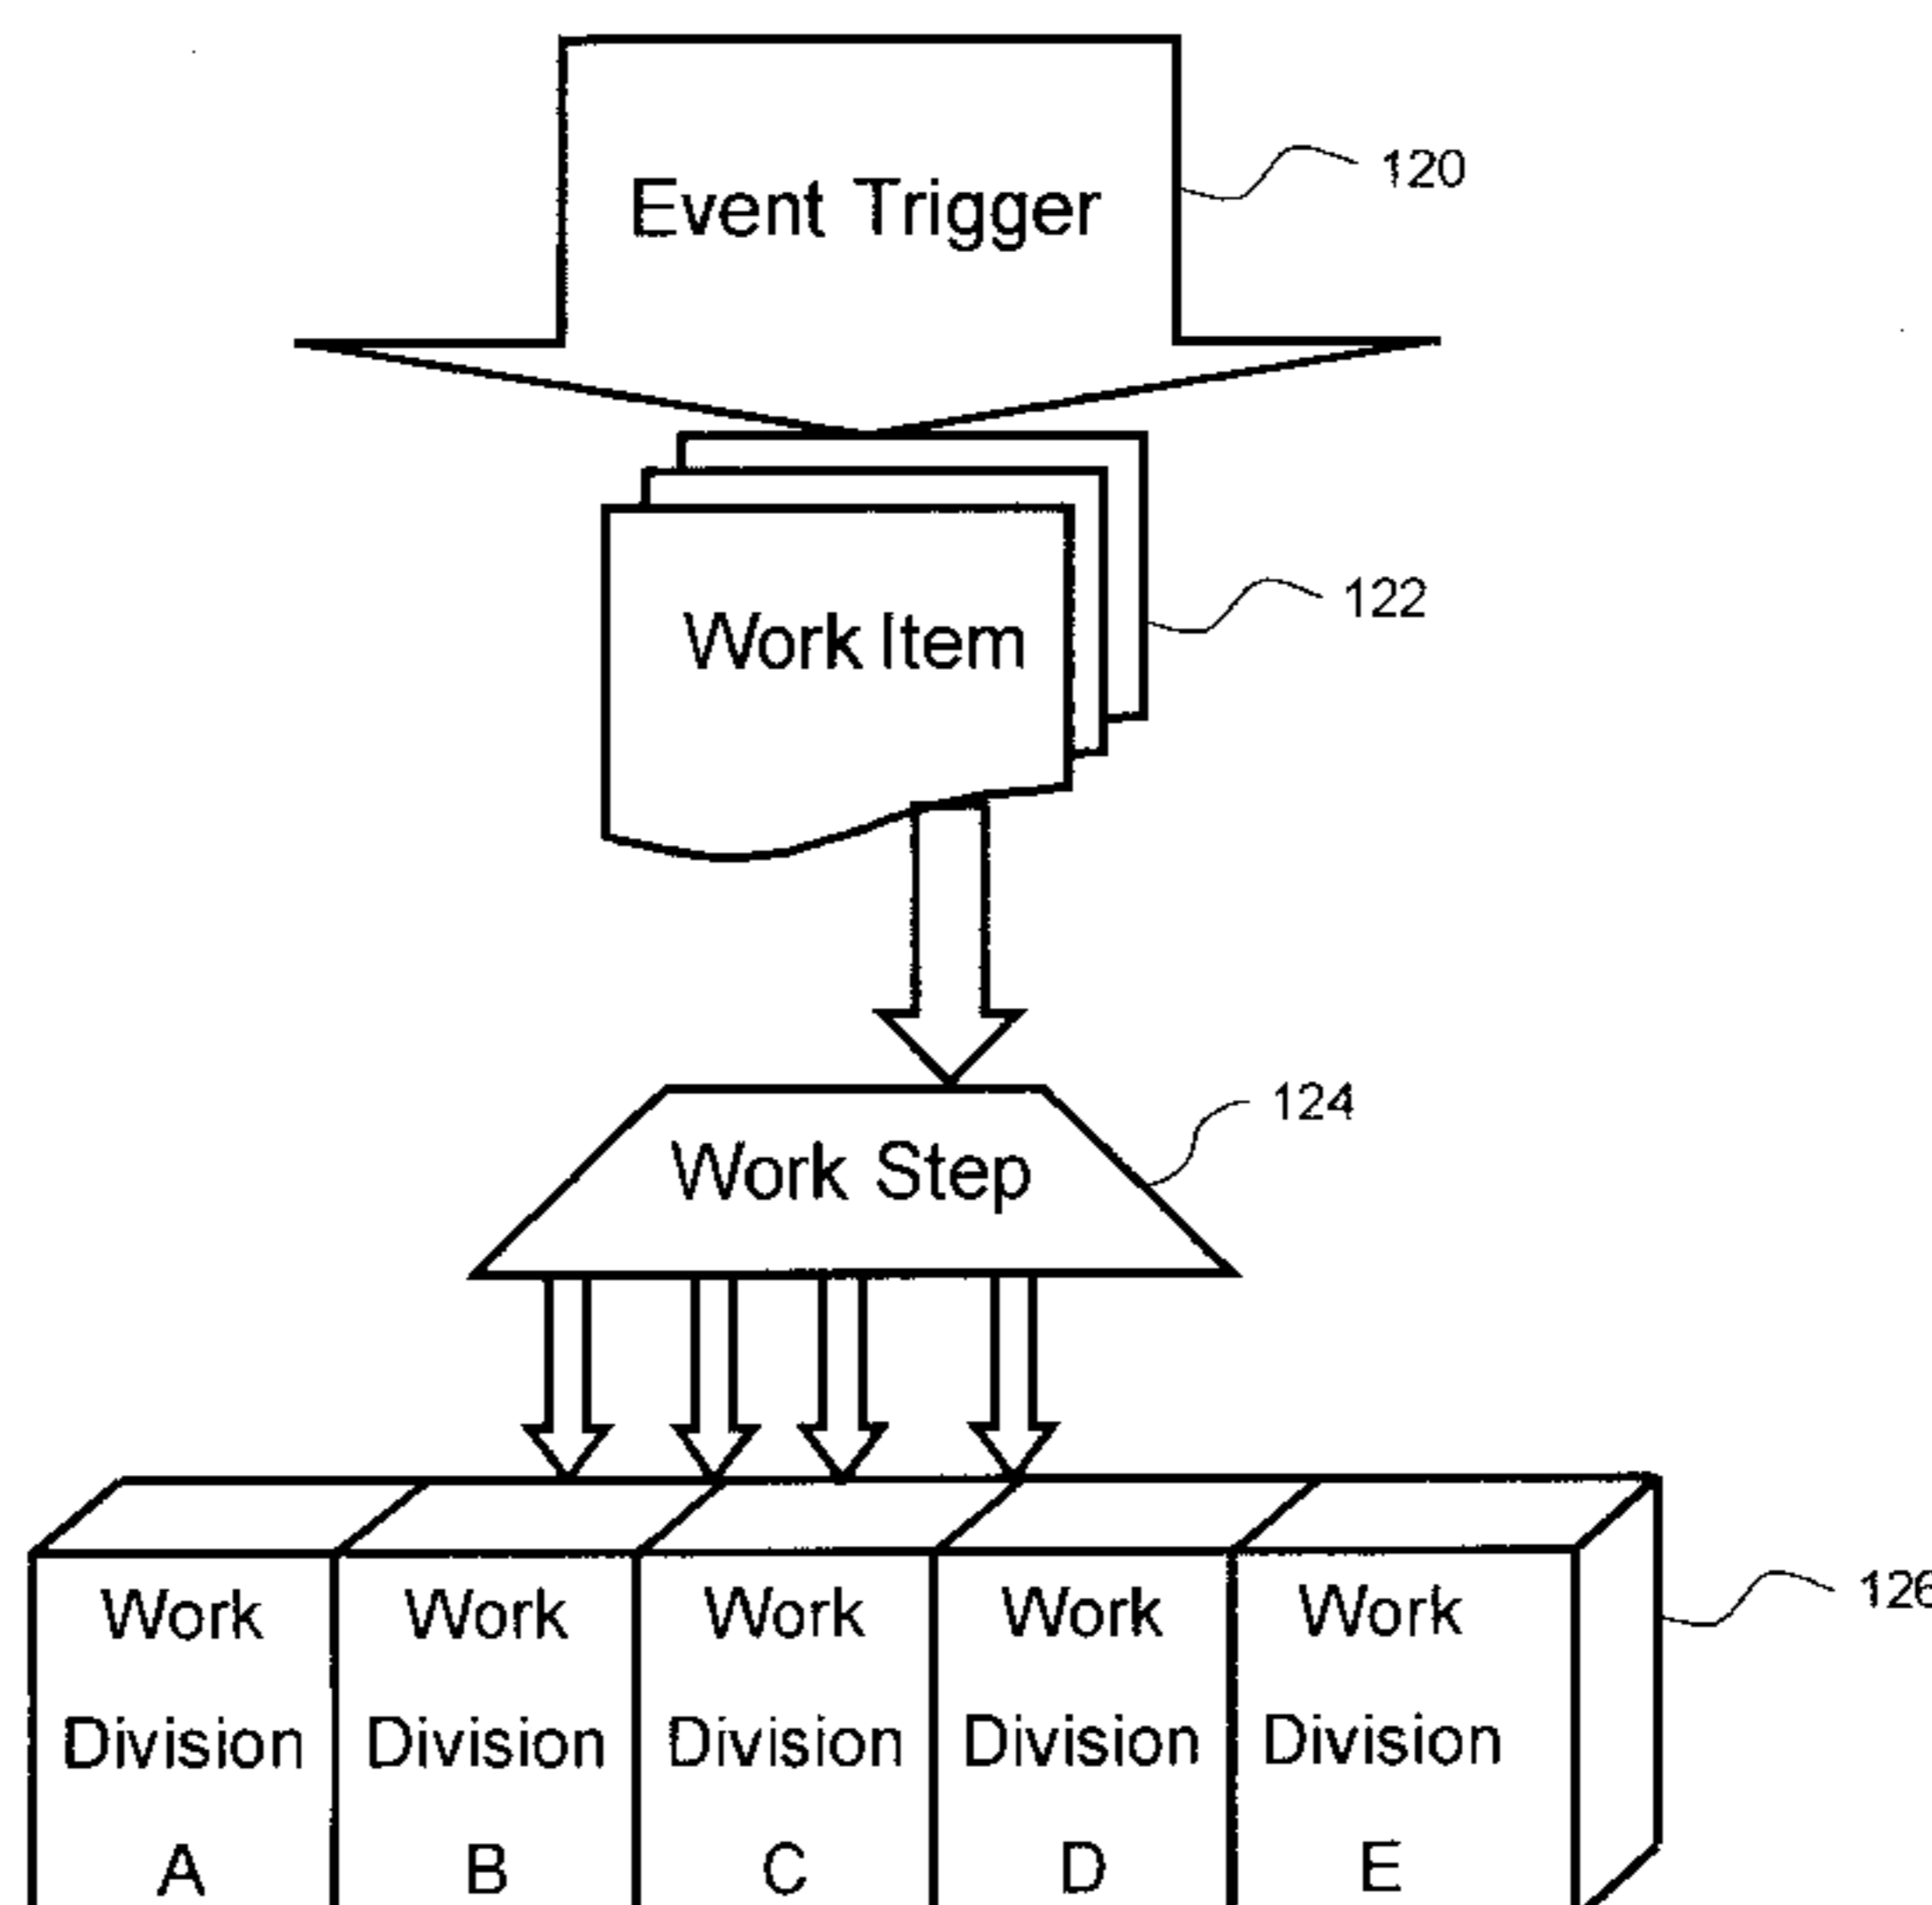 Event Trigger
120
Work Item
122
124
Work Step
126
Work Work Work Work Work
Division Division Division Division Division
A B C D E